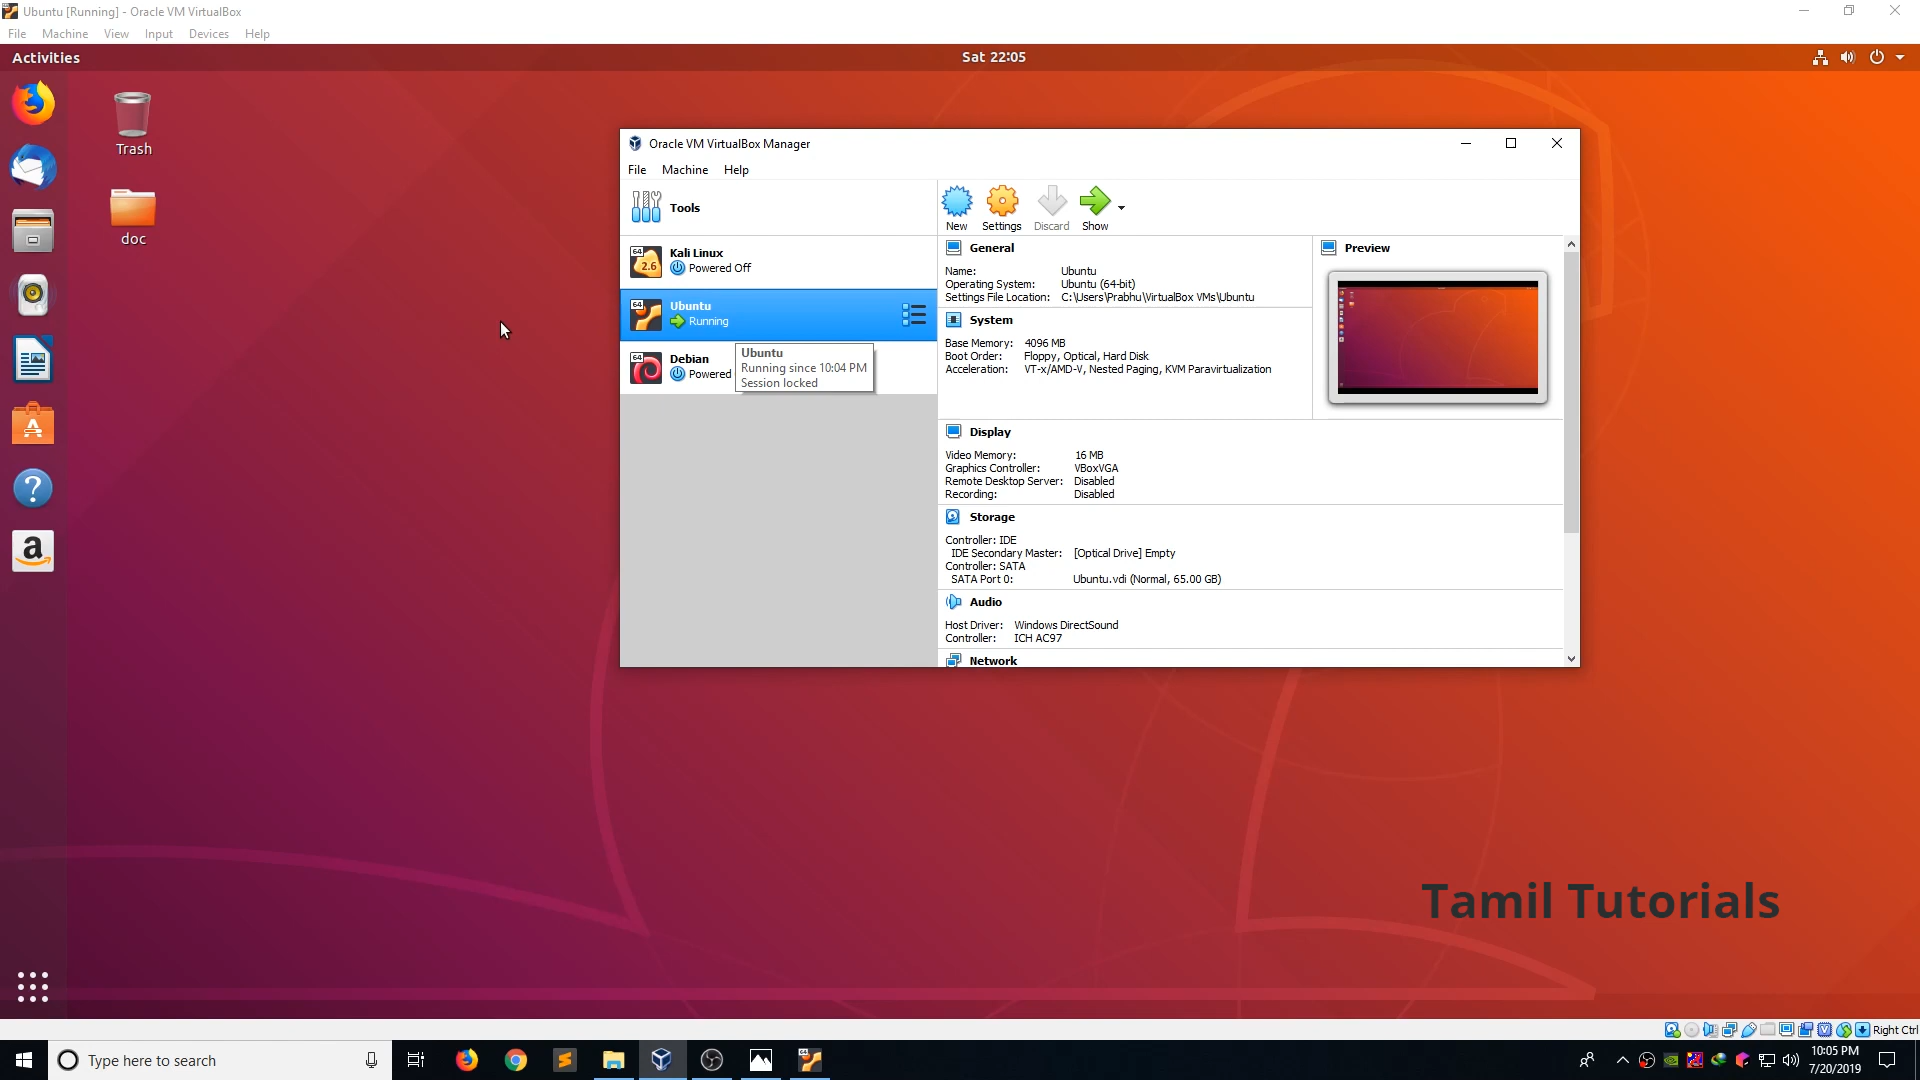 Ubuntu [Running] - Oracle VM VirtualBox
File Machine View Input Devices Help
Activities
Sat 22:05
Trash
doc
Oracle VM VirtualBox Manager
File Machine Help
Tools
New Settings Discard Show
64
2.6
Kali Linux
Powered Off
64
Ubuntu
Running
64
Debian
Powered
Ubuntu
Running since 10:04 PM
Session locked
General
Name: Ubuntu
Operating System: Ubuntu (64-bit)
Settings File Location: C:\Users\Prabhu\VirtualBox VMs\Ubuntu
System
Base Memory: 4096 MB
Boot Order: Floppy, Optical, Hard Disk
Acceleration: VT-x/AMD-V, Nested Paging, KVM Paravirtualization
Preview
Display
Video Memory: 16 MB
Graphics Controller: VBoxVGA
Remote Desktop Server: Disabled
Recording: Disabled
Storage
Controller: IDE
IDE Secondary Master: [Optical Drive] Empty
Controller: SATA
SATA Port 0: Ubuntu.vdi (Normal, 65.00 GB)
Audio
Host Driver: Windows DirectSound
Controller: ICH AC97
Network
Tamil Tutorials
Right Ctrl
Type here to search
10:05 PM
7/20/2019